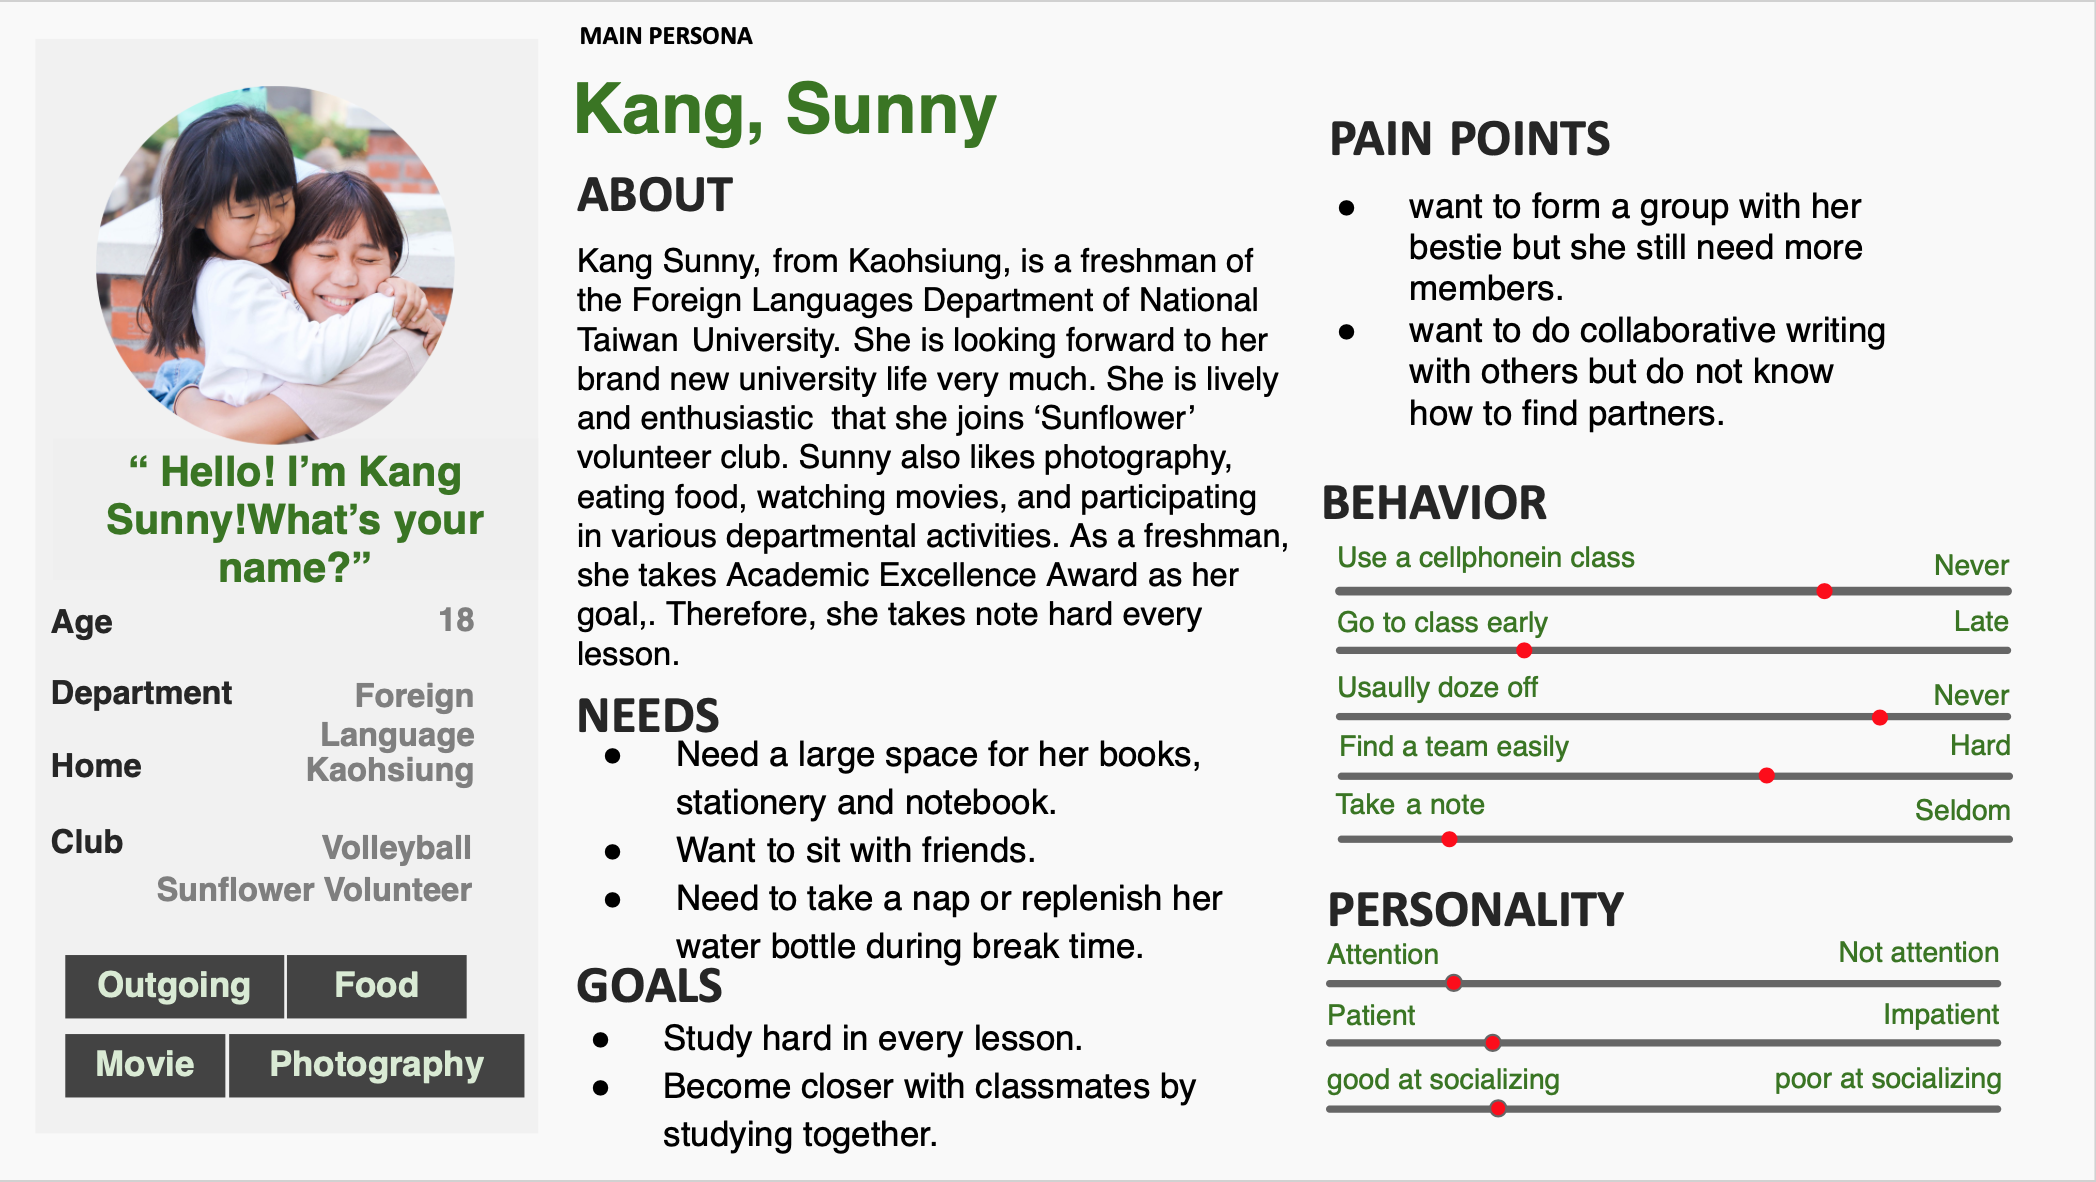 MAIN PERSONA
Kang, Sunny
“ Hello! I’m Kang
Sunny!What’s your
name?”
Age 18
Department Foreign
Language
Home Kaohsiung
Club Volleyball
Sunflower Volunteer
Outgoing Food
Movie Photography
ABOUT
Kang Sunny, from Kaohsiung, is a freshman of
the Foreign Languages Department of National
Taiwan University. She is looking forward to her
brand new university life very much. She is lively
and enthusiastic that she joins ‘Sunflower’
volunteer club. Sunny also likes photography,
eating food, watching movies, and participating
in various departmental activities. As a freshman,
she takes Academic Excellence Award as her
goal,. Therefore, she takes note hard every
lesson.
NEEDS
● Need a large space for her books,
stationery and notebook.
● Want to sit with friends.
● Need to take a nap or replenish her
water bottle during break time.
GOALS
● Study hard in every lesson.
● Become closer with classmates by
studying together.
PAIN POINTS
● want to form a group with her
bestie but she still need more
members.
● want to do collaborative writing
with others but do not know
how to find partners.
BEHAVIOR
Use a cellphonein class Never
Go to class early Late
Usaully doze off Never
Find a team easily Hard
Take a note Seldom
PERSONALITY
Attention Not attention
Patient Impatient
good at socializing poor at socializing